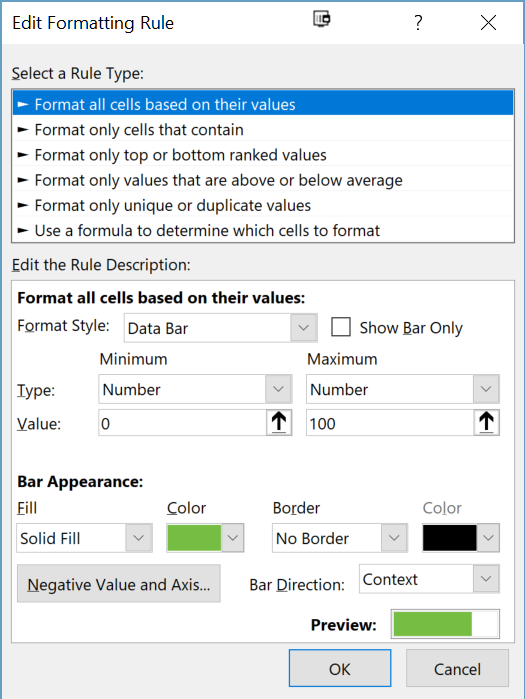 Edit Formatting Rule ?
Select a Rule Type:
► Format all cells based on their values
► Format only cells that contain
► Format only top or bottom ranked values
► Format only values that are above or below average
► Format only unique or duplicate values
► Use a formula to determine which cells to format
Edit the Rule Description:
Format all cells based on their values:
Format Style: Data Bar Show Bar Only
Minimum Maximum
Type: Number Number
Value: 0 100
Bar Appearance:
Fill Color Border Color
Solid Fill No Border
Negative Value and Axis... Bar Direction: Context
Preview:
OK Cancel